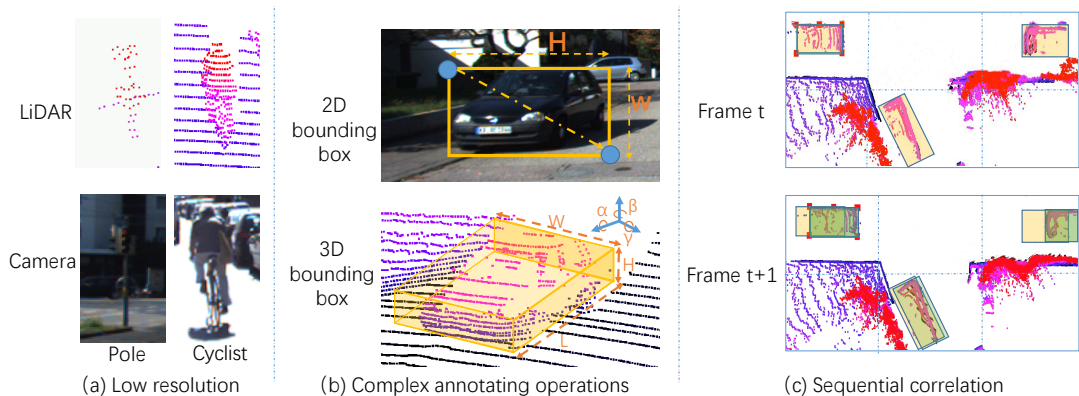 LiDAR
Camera
Pole
Cyclist
(a) Low resolution
2D
bounding
box
H
W
3D
bounding
box
W
α
β
γ
H
L
(b) Complex annotating operations
Frame t
Frame t+1
(c) Sequential correlation